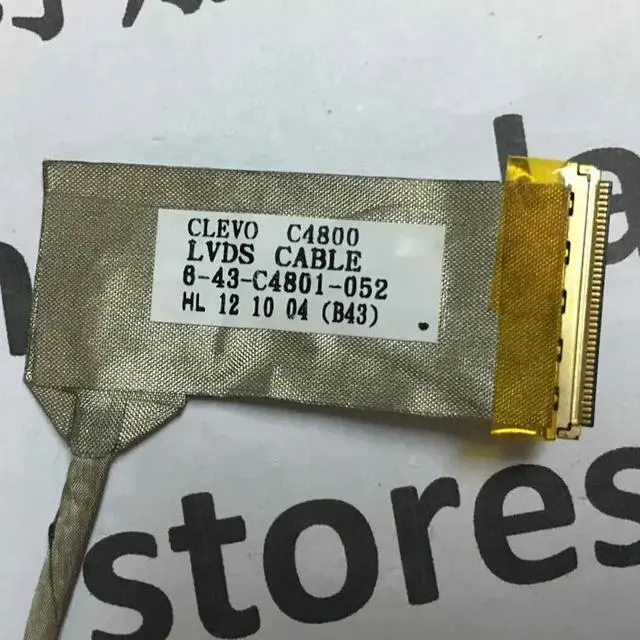 CLEVO C4800
LVDS CABLE
6-43-C4801-052
HL 12 10 04 (B43)
stores